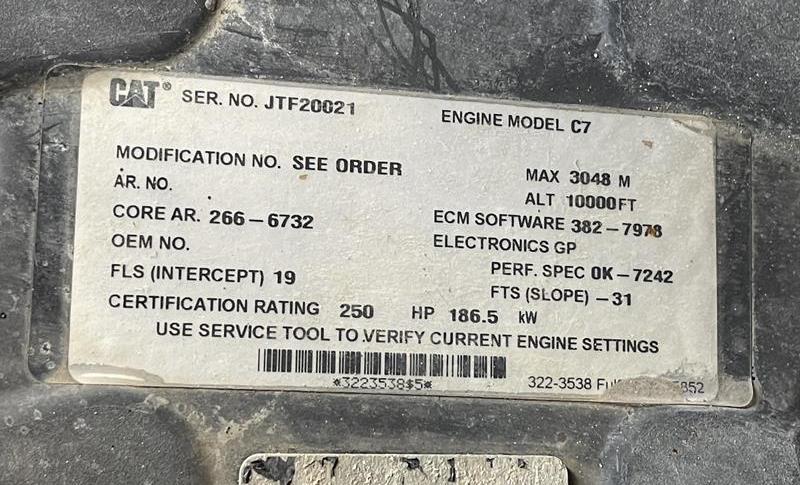 CAT® SER. NO. JTF20021 ENGINE MODEL C7
MODIFICATION NO. SEE ORDER MAX 3048 M
AR. NO. ALT 10000FT
CORE AR. 266-6732 ECM SOFTWARE 382-7978
OEM NO. ELECTRONICS GP
FLS (INTERCEPT) 19 PERF. SPEC 0K-7242
CERTIFICATION RATING 250 HP 186.5 kW FTS (SLOPE) -31
USE SERVICE TOOL TO VERIFY CURRENT ENGINE SETTINGS
*3223538$5* 322-3538